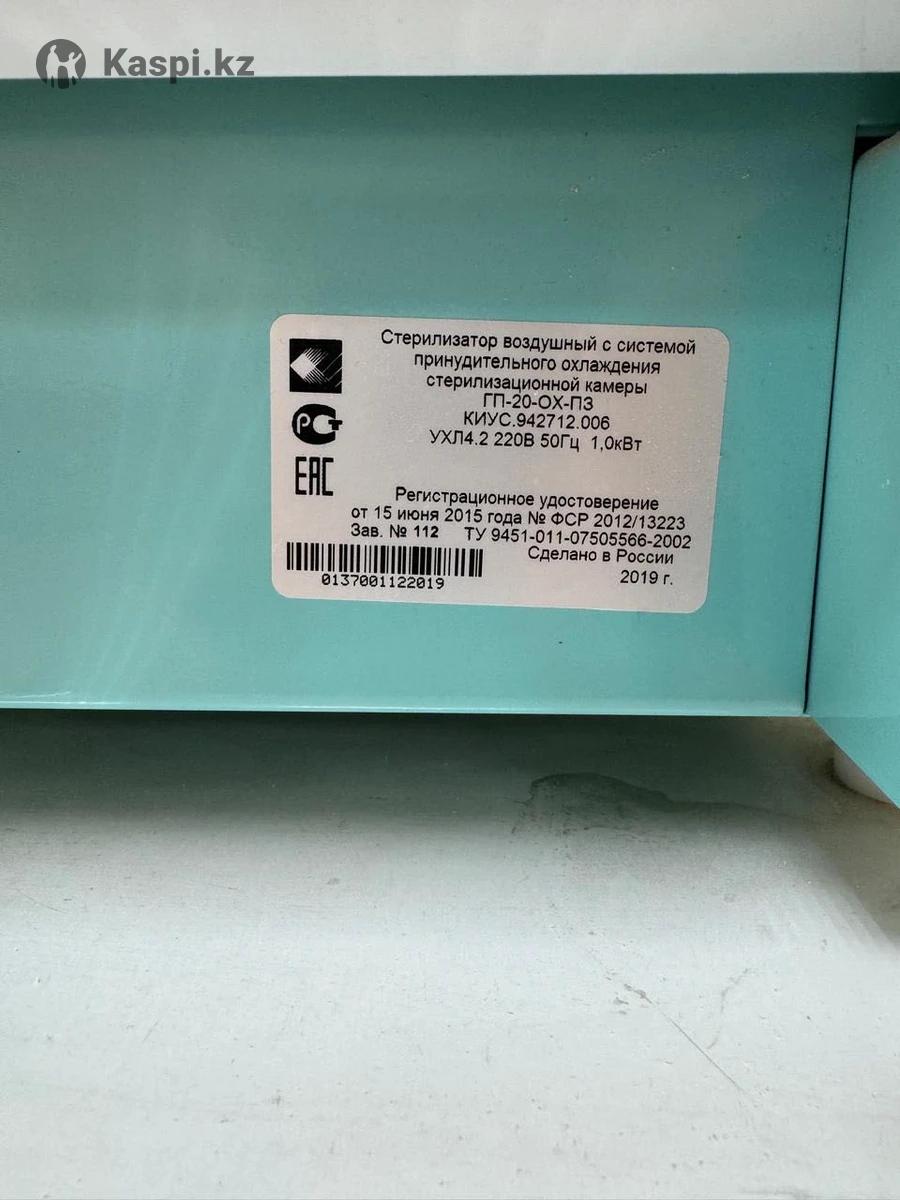 Kaspi.kz
Стерилизатор воздушный с системой
принудительного охлаждения
стерилизационной камеры
ГП-20-ОХ-ПЗ
КИУС.942712.006
УХЛ4.2 220В 50Гц 1,0кВт
РСТ
ЕАС
Регистрационное удостоверение
от 15 июня 2015 года № ФСР 2012/13223
Зав. № 112 ТУ 9451-011-07505566-2002
Сделано в России
0137001122019
2019 г.